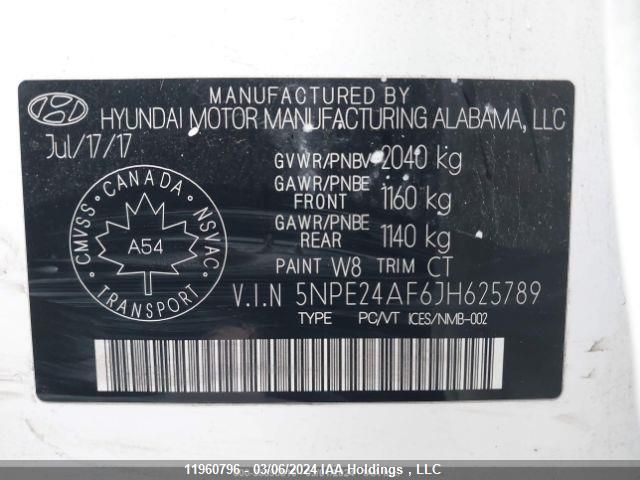 MANUFACTURED BY
HYUNDAI MOTOR MANUFACTURING ALABAMA, LLC
Jul/17/17
GVWR/PNBV 2040 kg
GAWR/PNBE
FRONT 1160 kg
GAWR/PNBE
REAR 1140 kg
CMVSS · CANADA · NSVAC
A54
TRANSPORT
PAINT W8 TRIM CT
V.I.N 5NPE24AF6JH625789
TYPE PC/VT ICES/NMB-002
11960796 - 03/06/2024 IAA Holdings , LLC